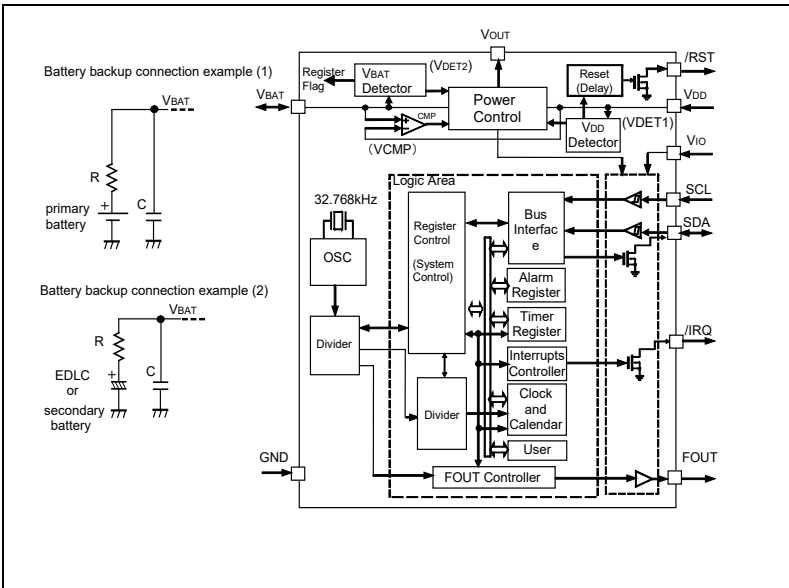 Battery backup connection example (1)
VBAT
R
+
C
primary
battery
Battery backup connection example (2)
VBAT
R
+
C
EDLC
or
secondary
battery
VOUT
VBAT
Register
Flag
VBAT
Detector
(VDET2)
+
−
CMP
(VCMP)
Power
Control
Reset
(Delay)
VDD
Detector
(VDET1)
/RST
VDD
VIO
SCL
SDA
/IRQ
FOUT
GND
32.768kHz
OSC
Divider
Logic Area
Register
Control
(System
Control)
Divider
Bus
Interfac
e
Alarm
Register
Timer
Register
Interrupts
Controller
Clock
and
Calendar
User
FOUT Controller